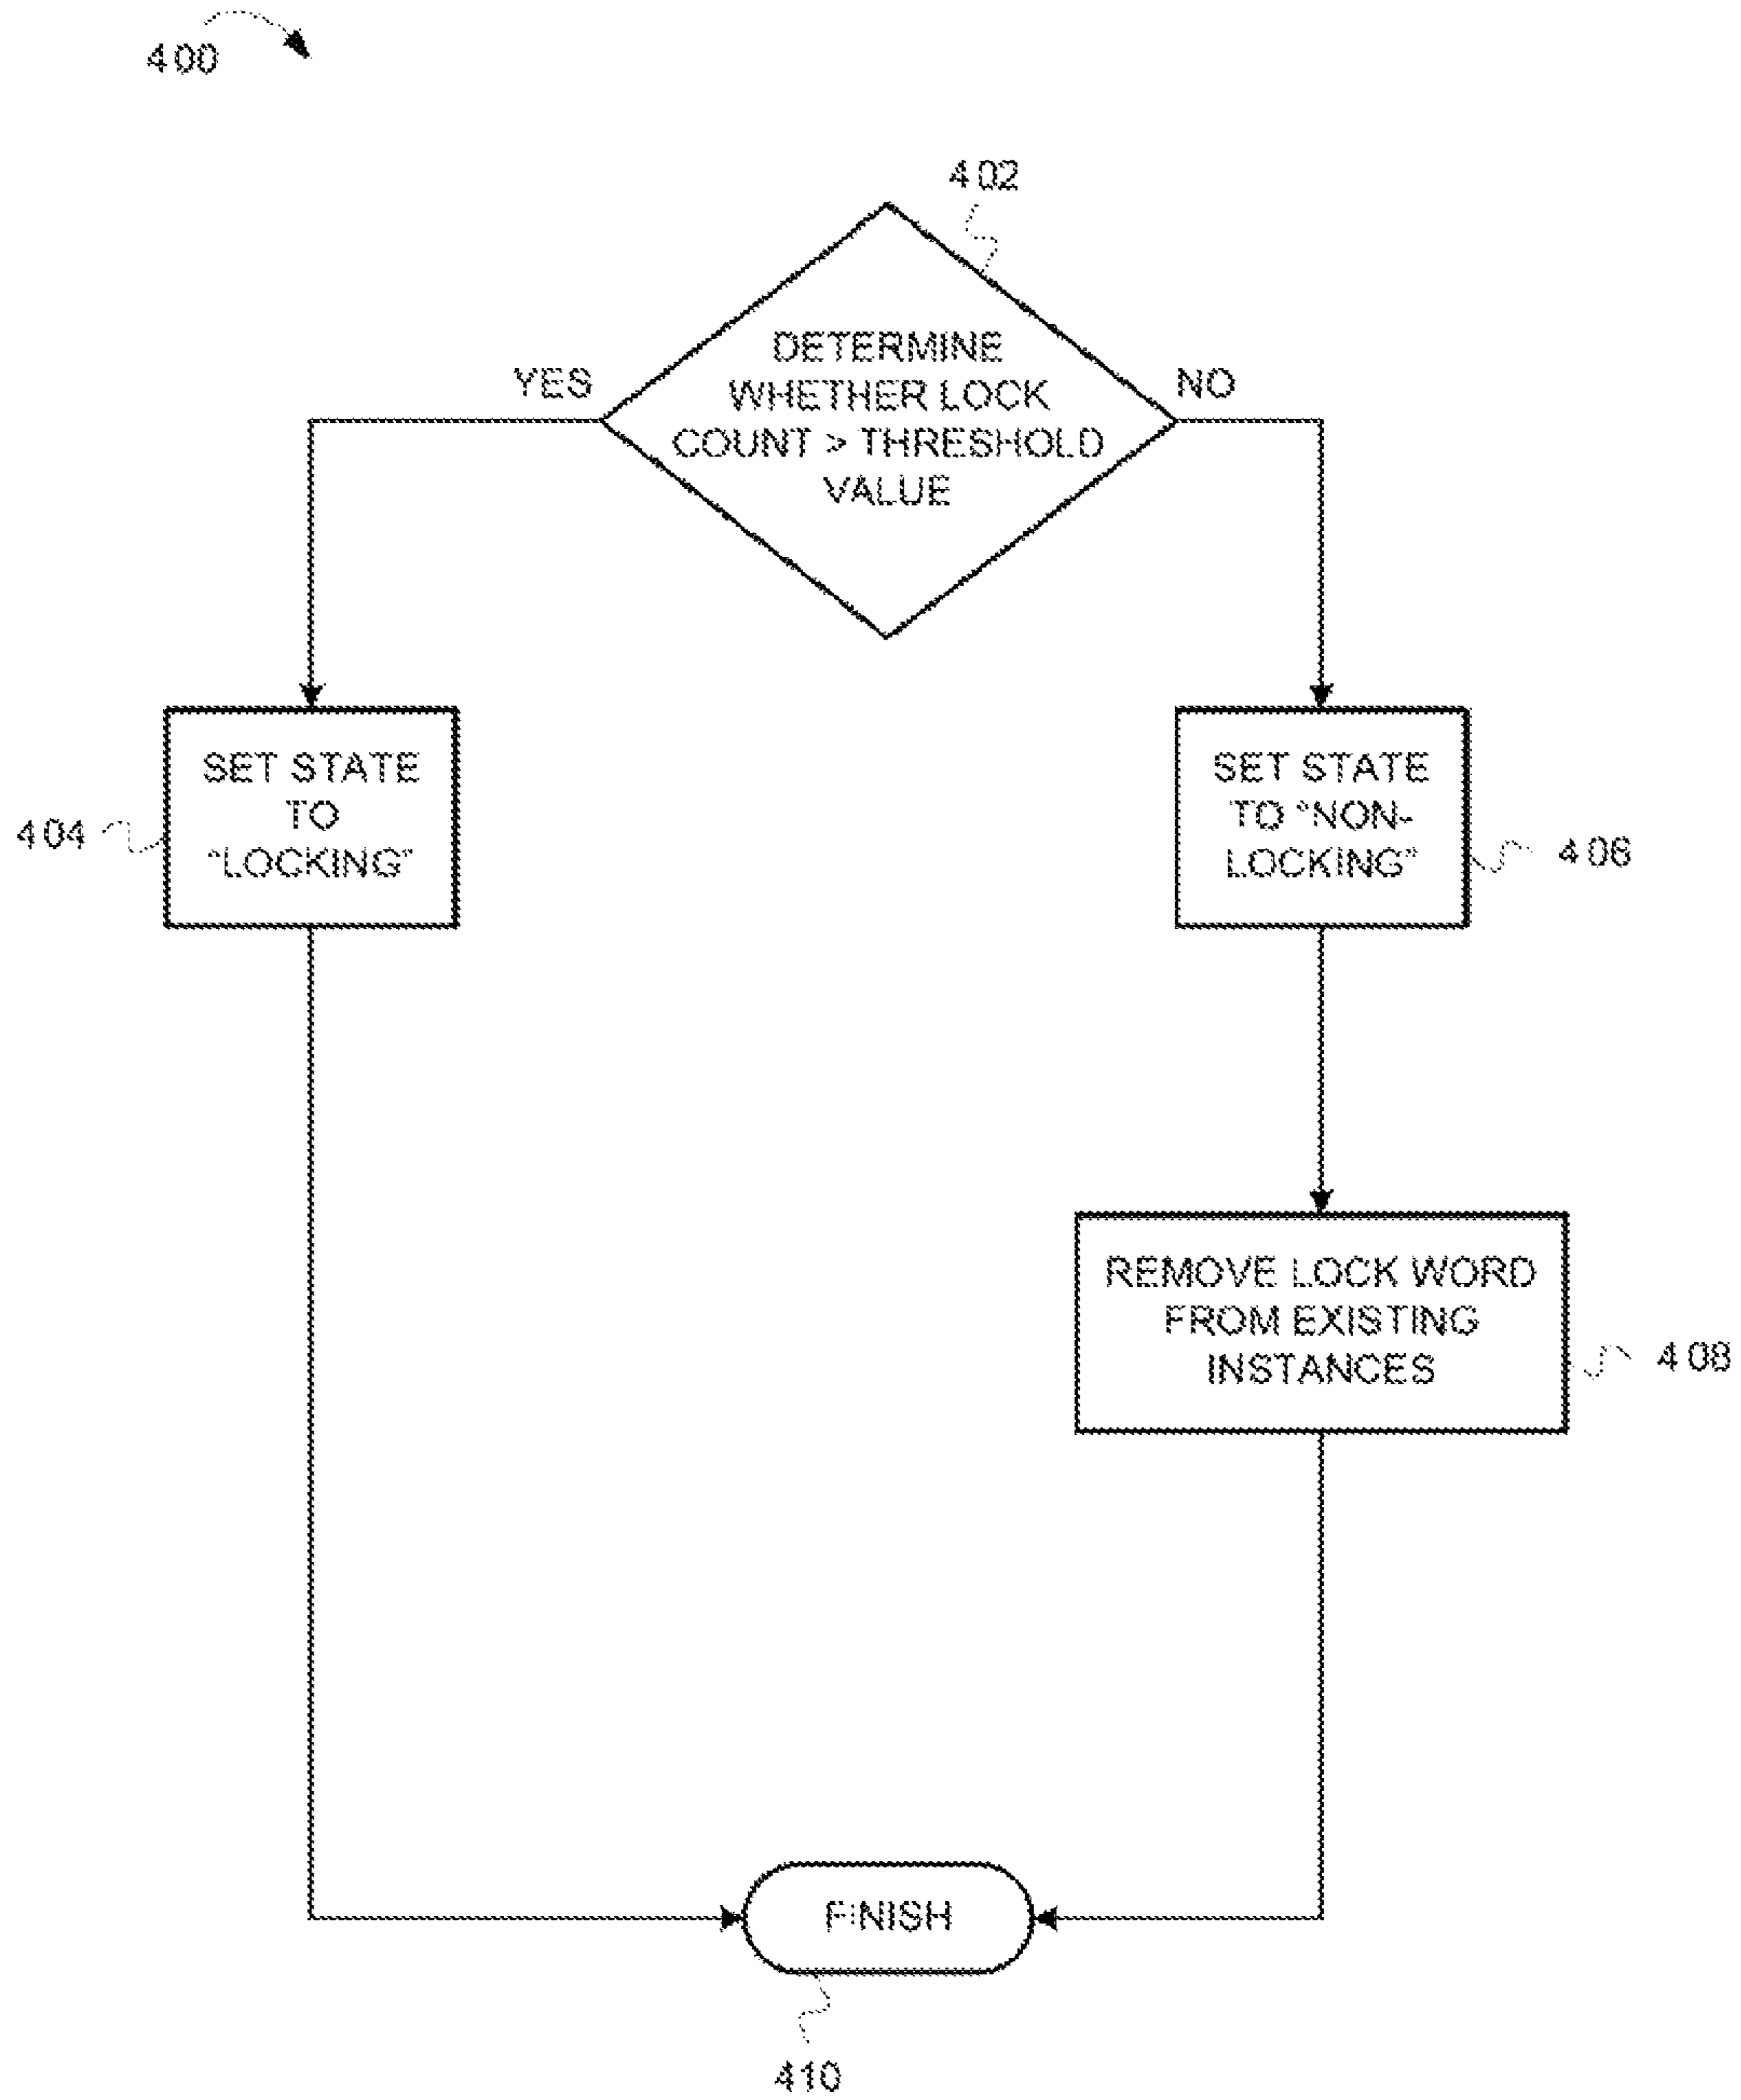 400
402
DETERMINE
WHETHER LOCK
COUNT > THRESHOLD
VALUE
YES
NO
SET STATE
TO
"LOCKING"
404
SET STATE
TO "NON-
LOCKING"
406
REMOVE LOCK WORD
FROM EXISTING
INSTANCES
408
FINISH
410